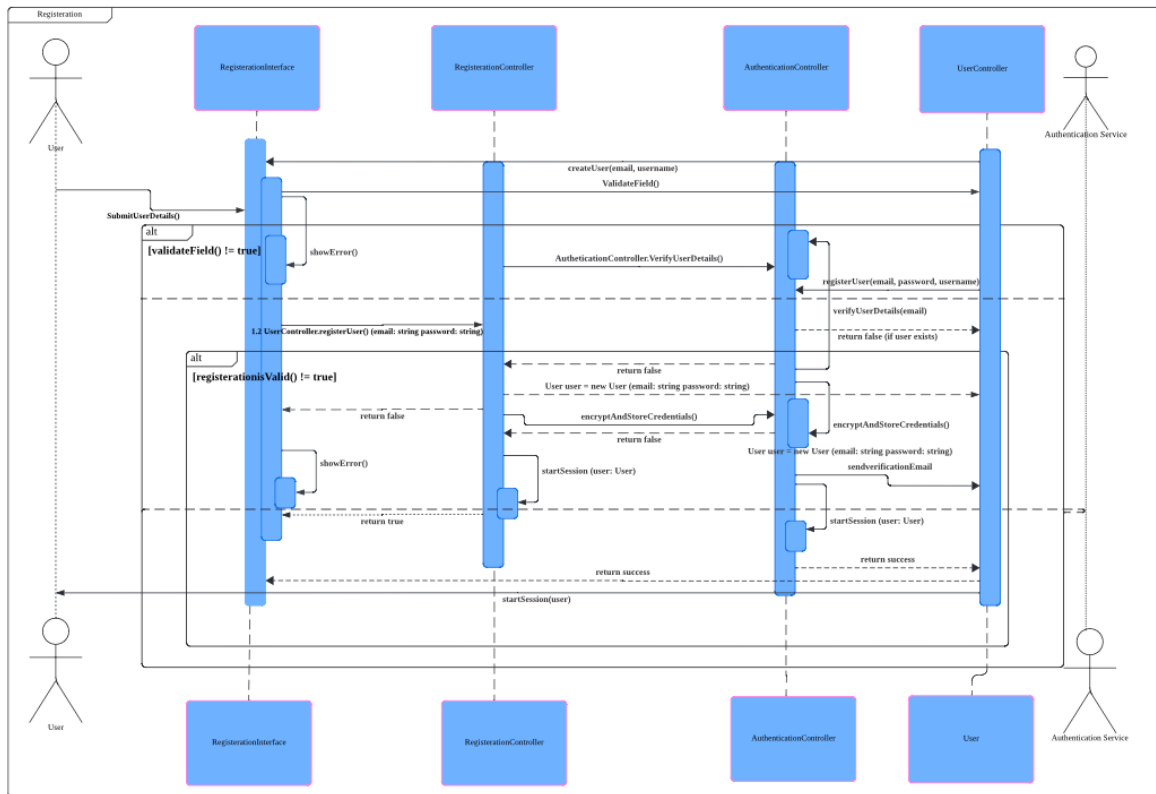 Registeration
RegisterationInterface
RegisterationController
AuthenticationController
UserController
User
Authentication Service
createUser(email, username)
ValidateField()
SubmitUserDetails()
alt
[validateField() != true]
showError()
AutheticationController.VerifyUserDetails()
registerUser(email, password, username)
verifyUserDetails(email)
1.2 UserController.registerUser() (email: string password: string)
return false (if user exists)
alt
[registerationisValid() != true]
return false
User user = new User (email: string password: string)
return false
encryptAndStoreCredentials()
encryptAndStoreCredentials()
return false
User user = new User (email: string password: string)
showError()
startSession (user: User)
sendverificationEmail
return true
startSession (user: User)
return success
return success
startSession(user)
User
RegisterationInterface
RegisterationController
AuthenticationController
User
Authentication Service